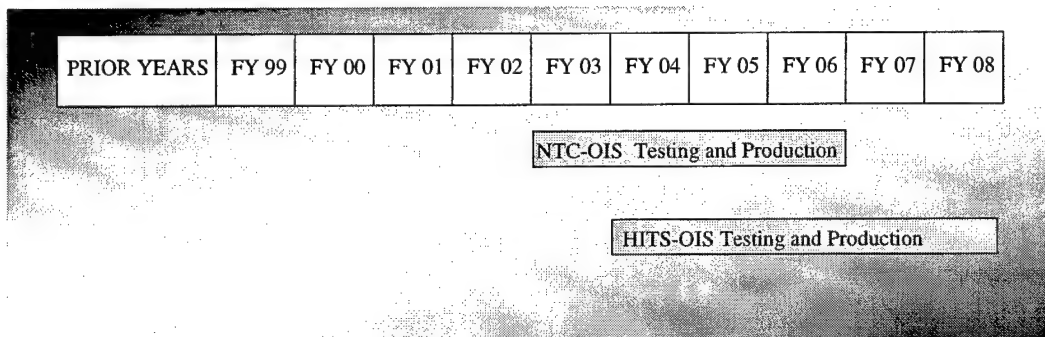 PRIOR YEARS FY 99 FY 00 FY 01 FY 02 FY 03 FY 04 FY 05 FY 06 FY 07 FY 08
NTC-OIS Testing and Production
HITS-OIS Testing and Production